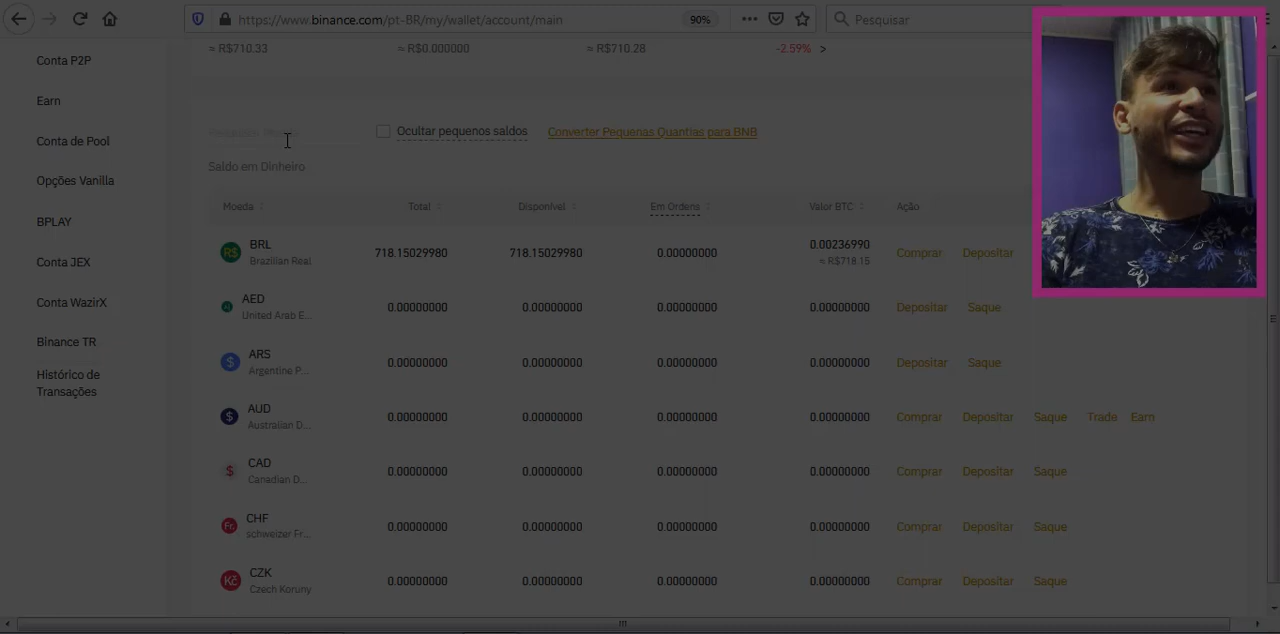 https://www.binance.com/pt-BR/my/wallet/account/main
90%
Pesquisar
Conta P2P
Earn
Conta de Pool
Opções Vanilla
BPLAY
Conta JEX
Conta WazirX
Binance TR
Histórico de
Transações
≈ R$710.33 ≈ R$0.000000 ≈ R$710.28 -2.59% >
Ocultar pequenos saldos Converter Pequenas Quantias para BNB
Saldo em Dinheiro
Moeda Total Disponível Em Ordens Valor BTC Ação
R$ BRL 718.15029980 718.15029980 0.00000000 0.00236990 Comprar Depositar
Brazilian Real ≈ R$718.15
AED 0.00000000 0.00000000 0.00000000 0.00000000 Depositar Saque
United Arab E...
$ ARS 0.00000000 0.00000000 0.00000000 0.00000000 Depositar Saque
Argentine P...
$ AUD 0.00000000 0.00000000 0.00000000 0.00000000 Comprar Depositar Saque Trade Earn
Australian D...
$ CAD 0.00000000 0.00000000 0.00000000 0.00000000 Comprar Depositar Saque
Canadian D...
Fr. CHF 0.00000000 0.00000000 0.00000000 0.00000000 Comprar Depositar Saque
schweizer Fr...
Kč CZK 0.00000000 0.00000000 0.00000000 0.00000000 Comprar Depositar Saque
Czech Koruny